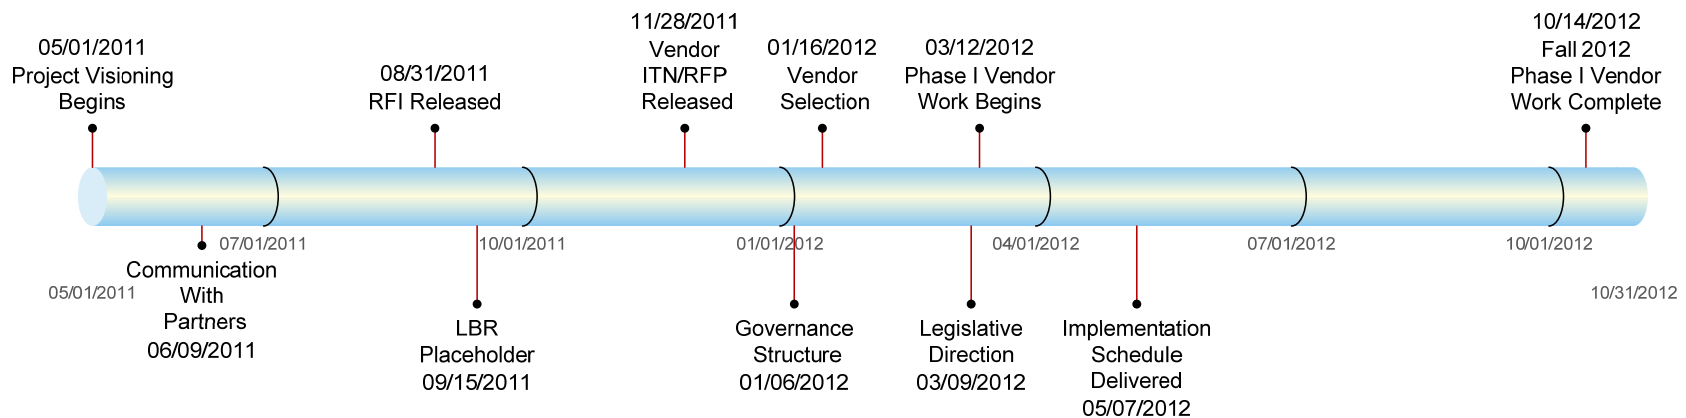 05/01/2011
Project Visioning
Begins
08/31/2011
RFI Released
11/28/2011
Vendor
ITN/RFP
Released
01/16/2012
Vendor
Selection
03/12/2012
Phase I Vendor
Work Begins
10/14/2012
Fall 2012
Phase I Vendor
Work Complete
07/01/2011
10/01/2011
01/01/2012
04/01/2012
07/01/2012
10/01/2012
05/01/2011
10/31/2012
Communication
With
Partners
06/09/2011
LBR
Placeholder
09/15/2011
Governance
Structure
01/06/2012
Legislative
Direction
03/09/2012
Implementation
Schedule
Delivered
05/07/2012